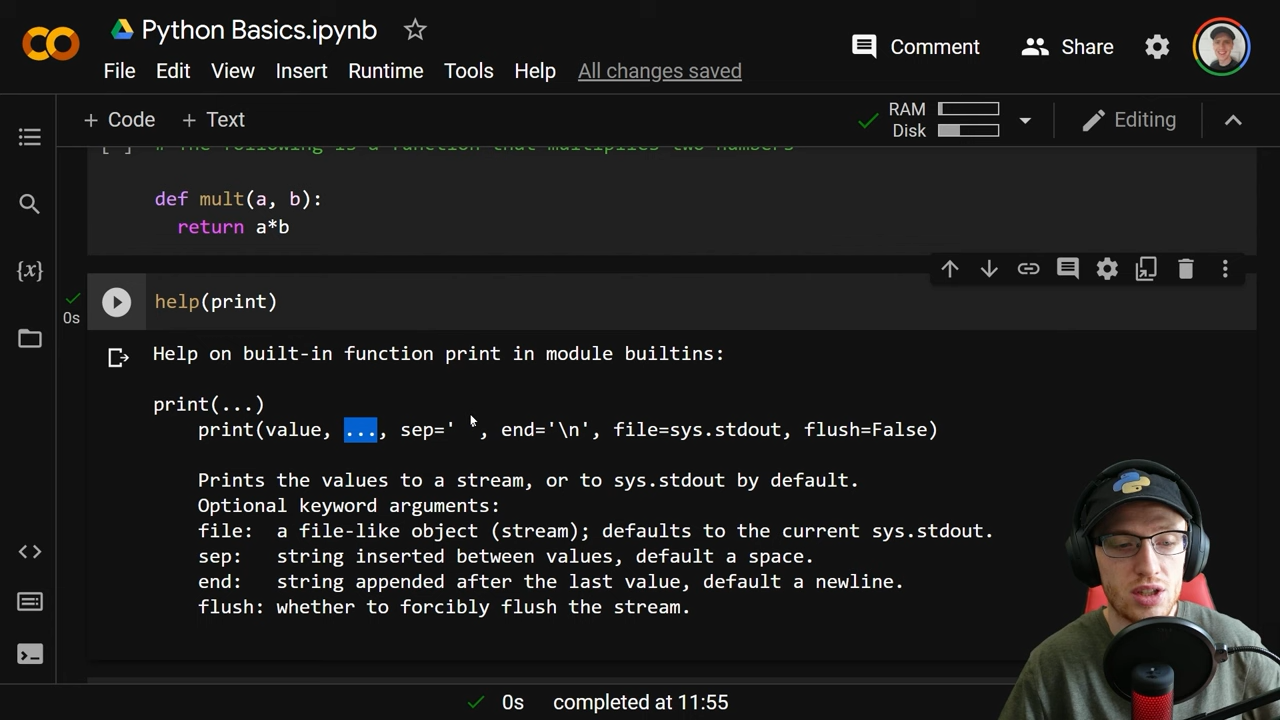 Python Basics.ipynb
Comment
Share
File Edit View Insert Runtime Tools Help All changes saved
+ Code + Text
RAM
Disk
Editing
[ ] # The following is a function that multiplies two numbers
def mult(a, b):
return a*b
help(print)
0s
Help on built-in function print in module builtins:
print(...)
print(value, ..., sep=' ', end='\n', file=sys.stdout, flush=False)
Prints the values to a stream, or to sys.stdout by default.
Optional keyword arguments:
file: a file-like object (stream); defaults to the current sys.stdout.
sep: string inserted between values, default a space.
end: string appended after the last value, default a newline.
flush: whether to forcibly flush the stream.
0s completed at 11:55